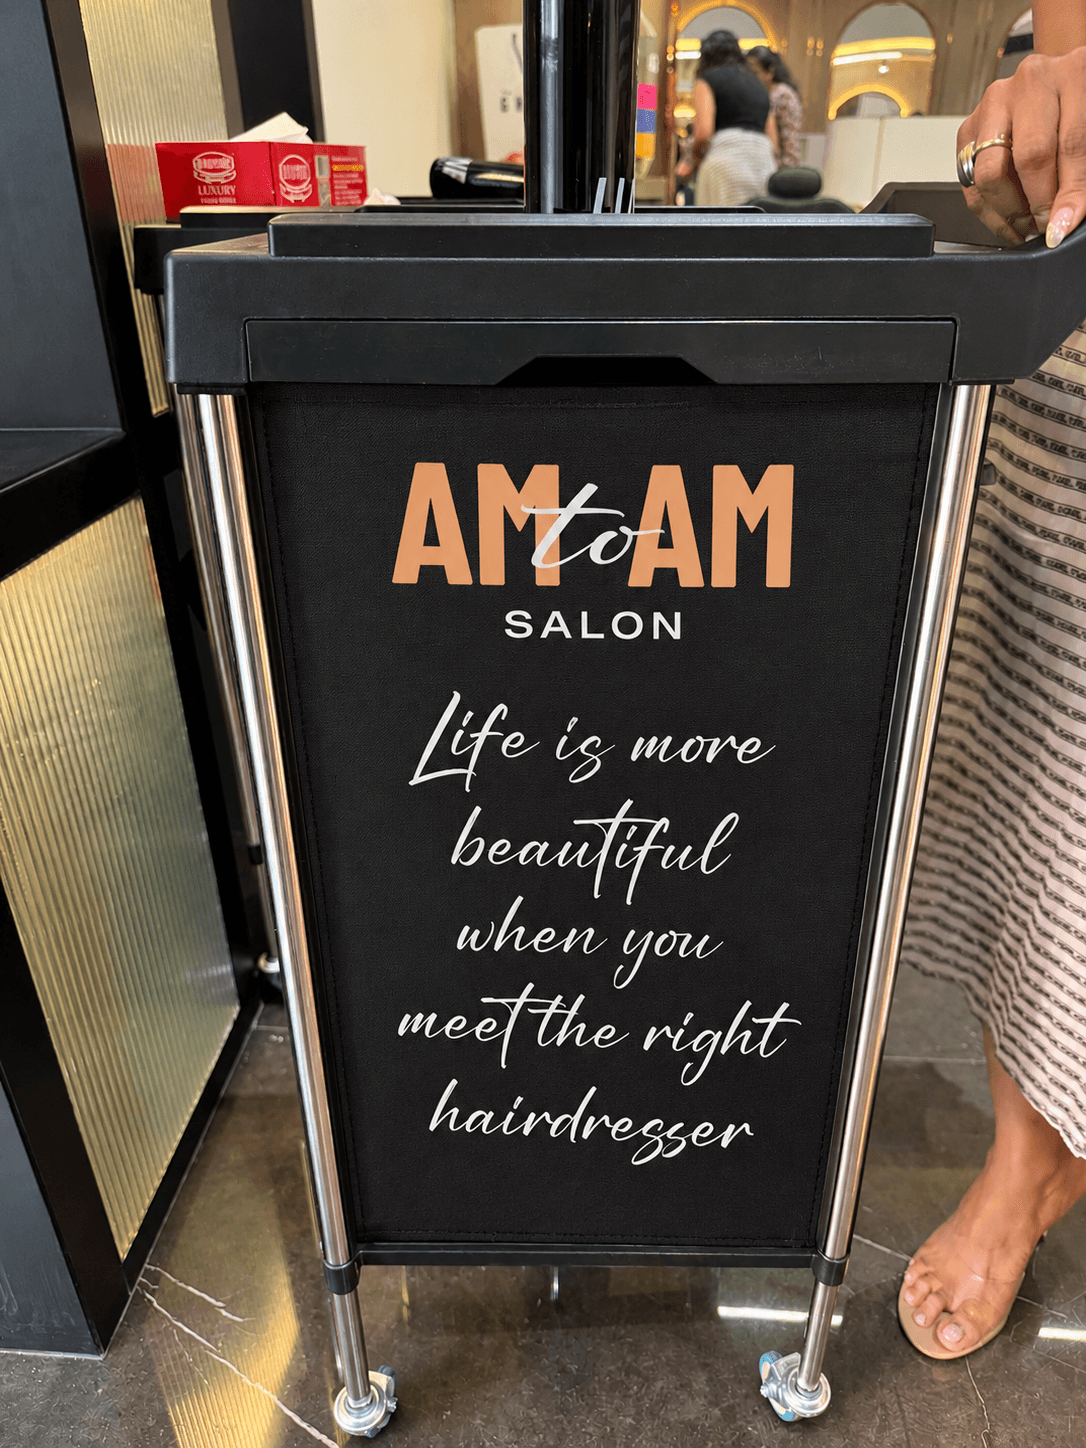 LUXURY
AM to AM
SALON
Life is more
beautiful
when you
meet the right
hairdresser